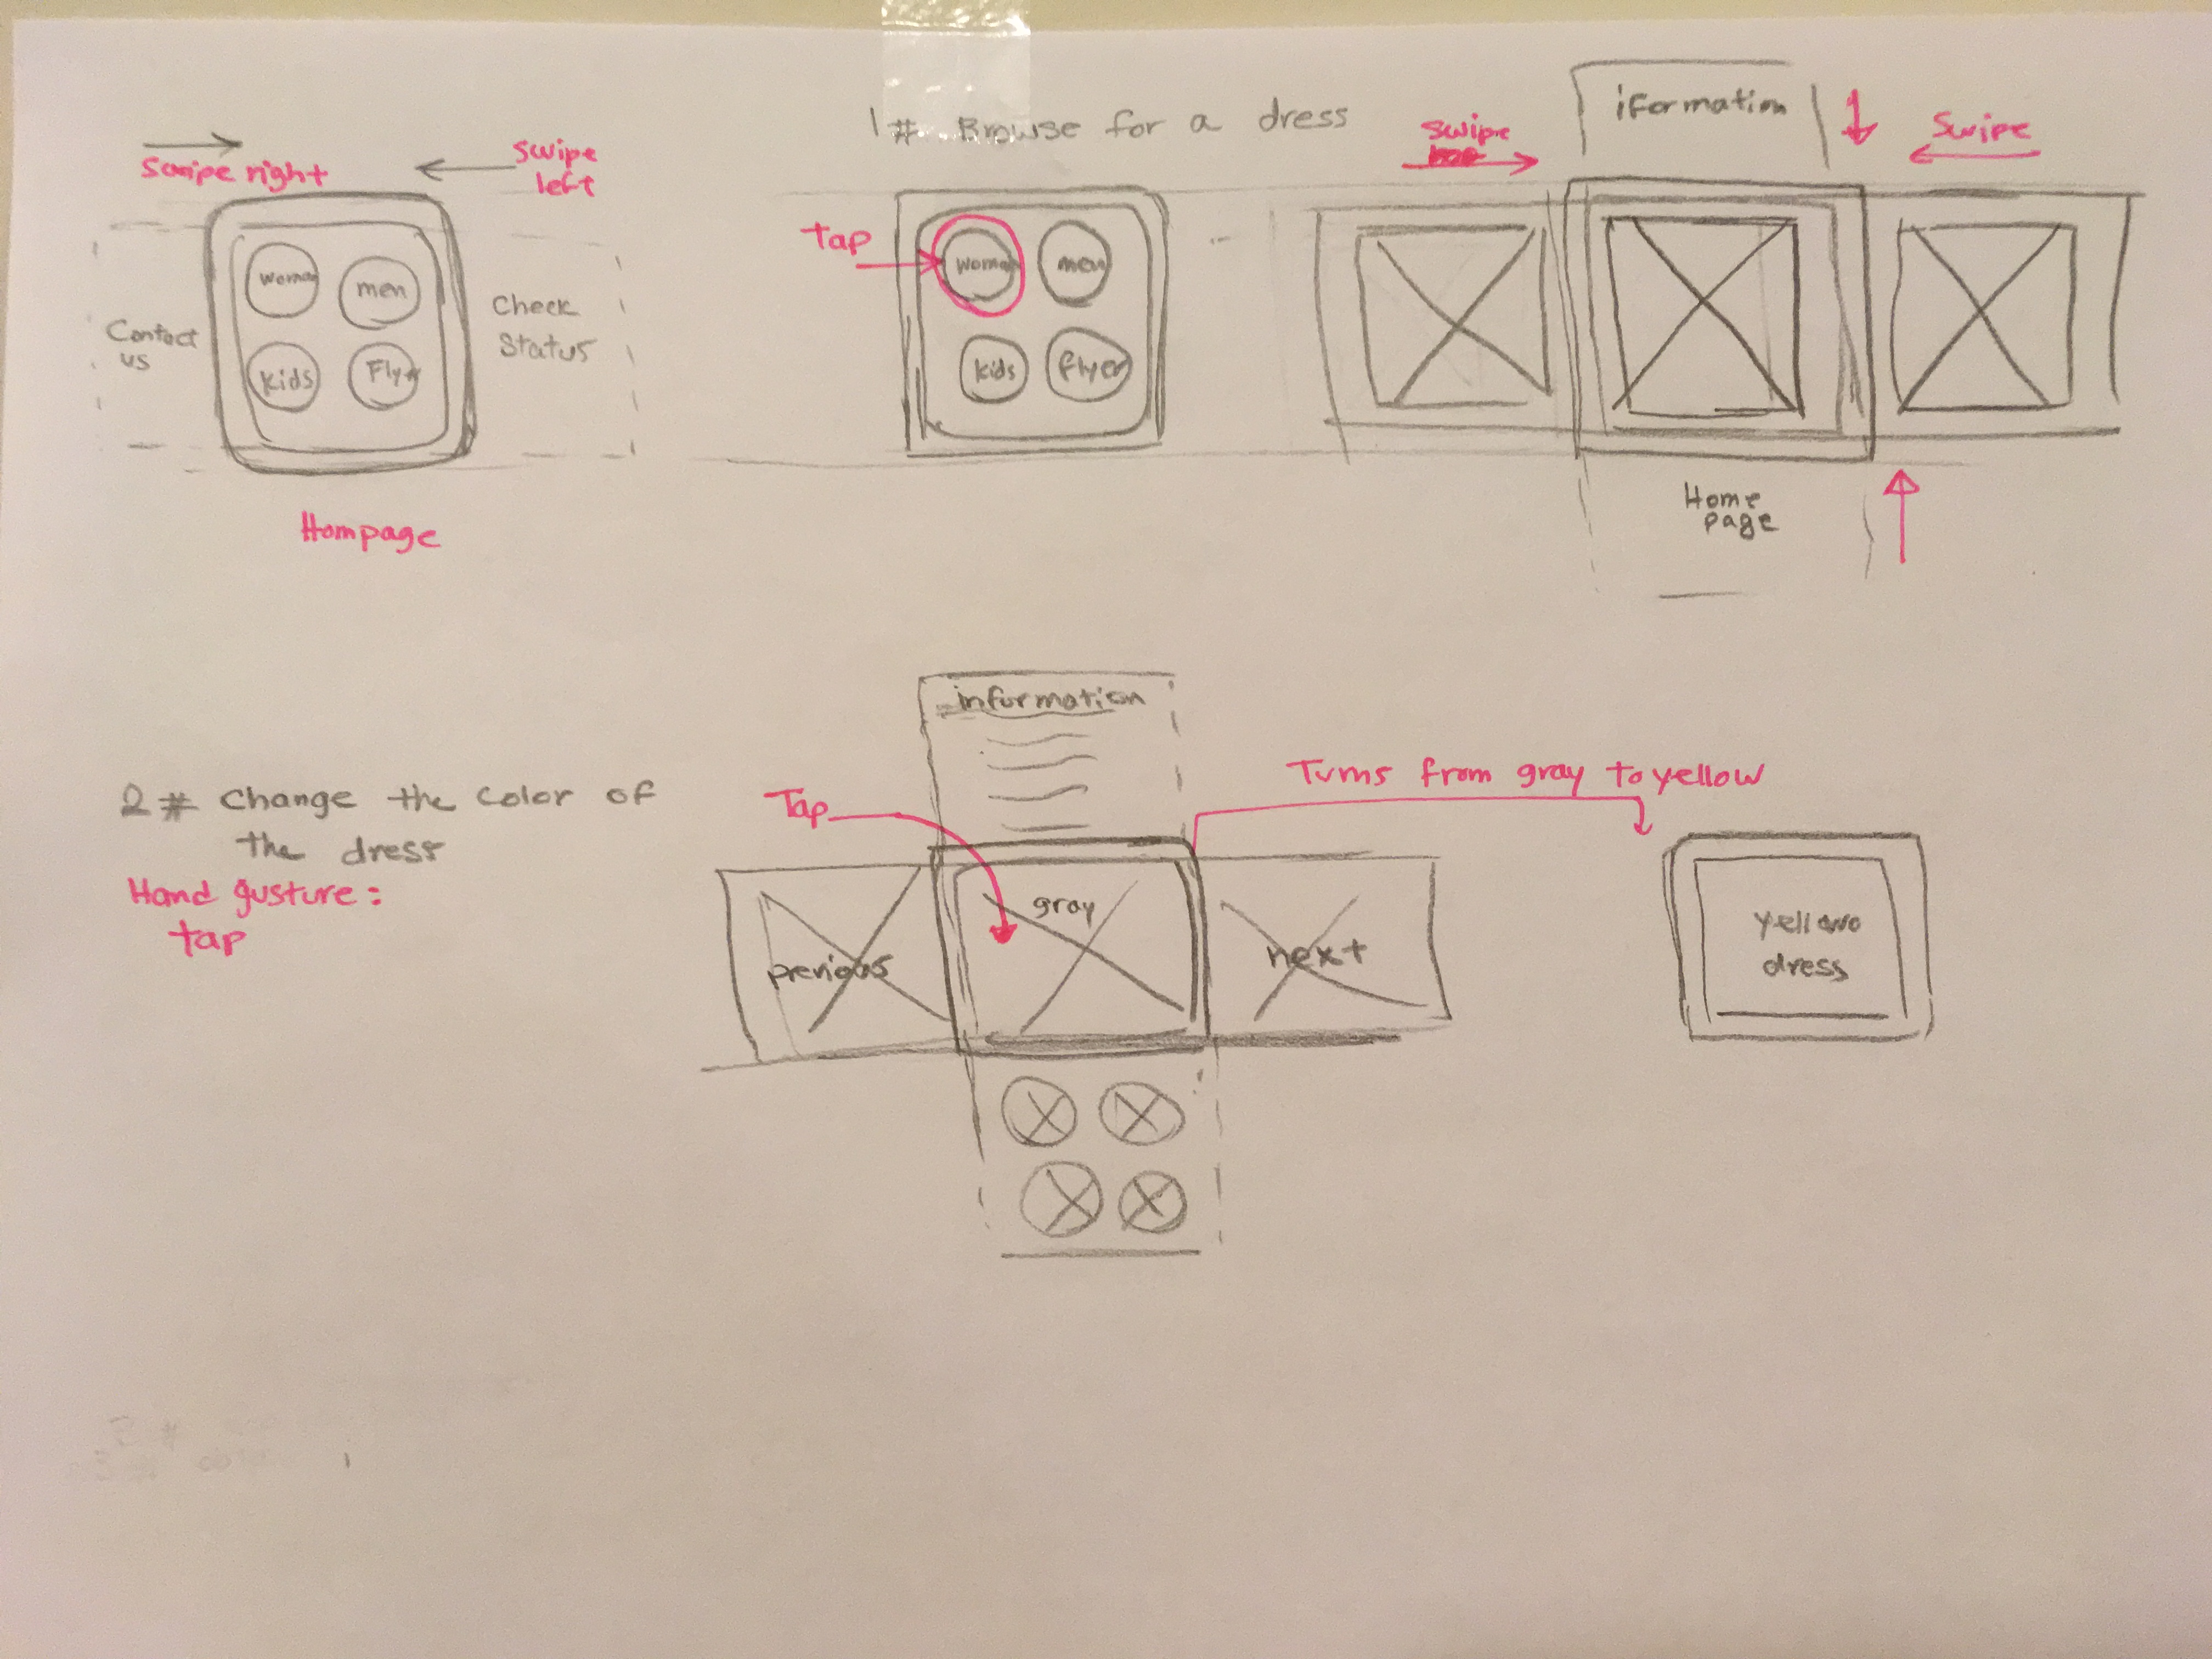 Swipe right
swipe
left
Woman
men
Kids
Contact
us
Check
Status
Hompage
1# Browse for a dress
Tap
woman
men
kids
flyer
swipe
iformation
Swipe
Home
page
2# Change the color of
the dress
Hand gusture:
tap
information
Tap
Turns from gray to yellow
previous
gray
next
yellow
dress